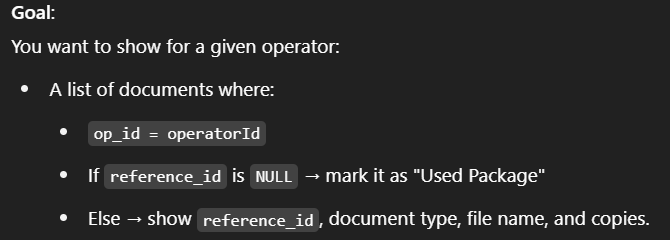 Goal:
You want to show for a given operator:
• A list of documents where:
• op_id = operatorId
• If reference_id is NULL → mark it as "Used Package"
• Else → show reference_id, document type, file name, and copies.